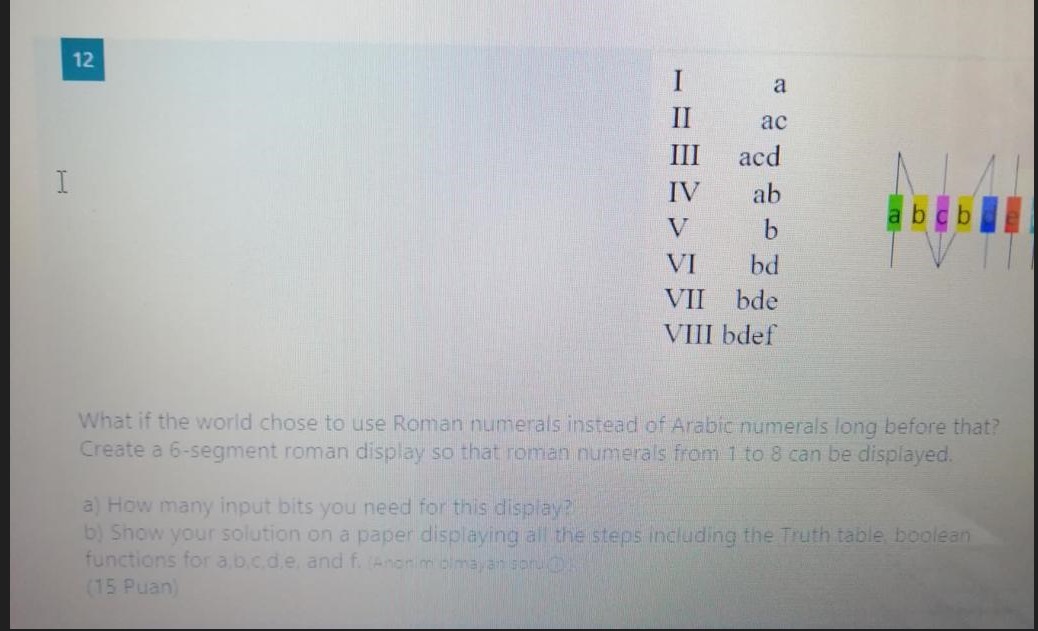 12
I a
II ac
III acd
IV ab
V b
VI bd
VII bde
VIII bdef
a b c b d e
What if the world chose to use Roman numerals instead of Arabic numerals long before that?
Create a 6-segment roman display so that roman numerals from 1 to 8 can be displayed.
a) How many input bits you need for this display?
b) Show your solution on a paper displaying all the steps including the Truth table, boolean
functions for a,b,c,d,e, and f. (Anonim olmayan soru
(15 Puan)